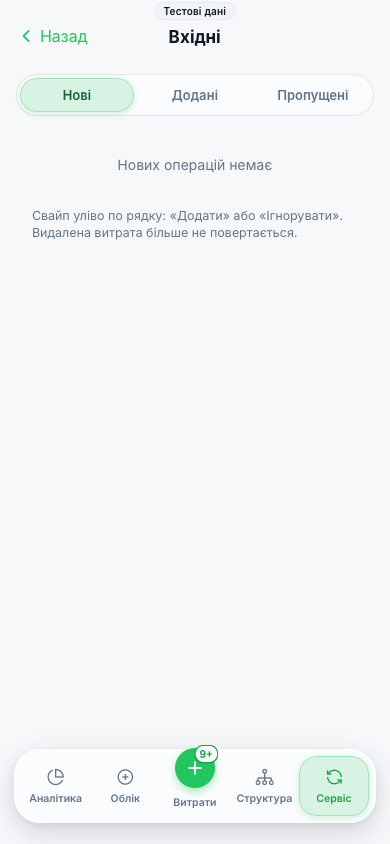 Тестові дані
Назад
Вхідні
Нові
Додані
Пропущені
Нових операцій немає
Свайп уліво по рядку: «Додати» або «Ігнорувати».
Видалена витрата більше не повертається.
9+
Аналітика
Облік
Витрати
Структура
Сервіс